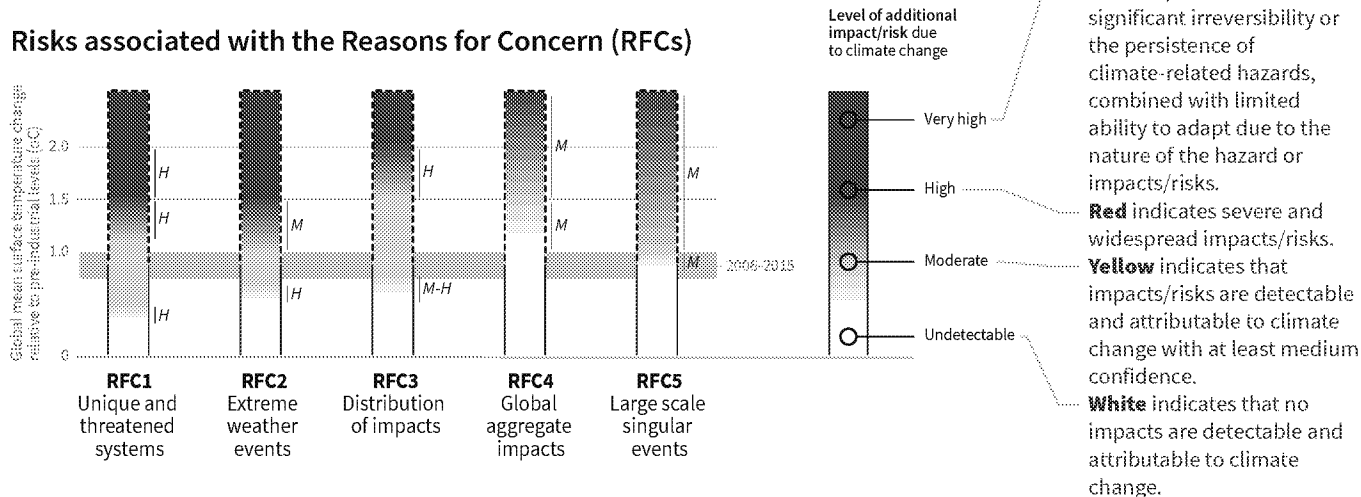 Risks associated with the Reasons for Concern (RFCs)
Global mean surface temperature change
relative to pre-industrial levels (oC)
2.0
1.5
1.0
0
H
H
H
M
H
H
M-H
M
M
M
M
2006-2015
RFC1
Unique and
threatened
systems
RFC2
Extreme
weather
events
RFC3
Distribution
of impacts
RFC4
Global
aggregate
impacts
RFC5
Large scale
singular
events
Level of additional
impact/risk due
to climate change
Very high
High
Moderate
Undetectable
significant irreversibility or
the persistence of
climate-related hazards,
combined with limited
ability to adapt due to the
nature of the hazard or
impacts/risks.
Red indicates severe and
widespread impacts/risks.
Yellow indicates that
impacts/risks are detectable
and attributable to climate
change with at least medium
confidence.
White indicates that no
impacts are detectable and
attributable to climate
change.